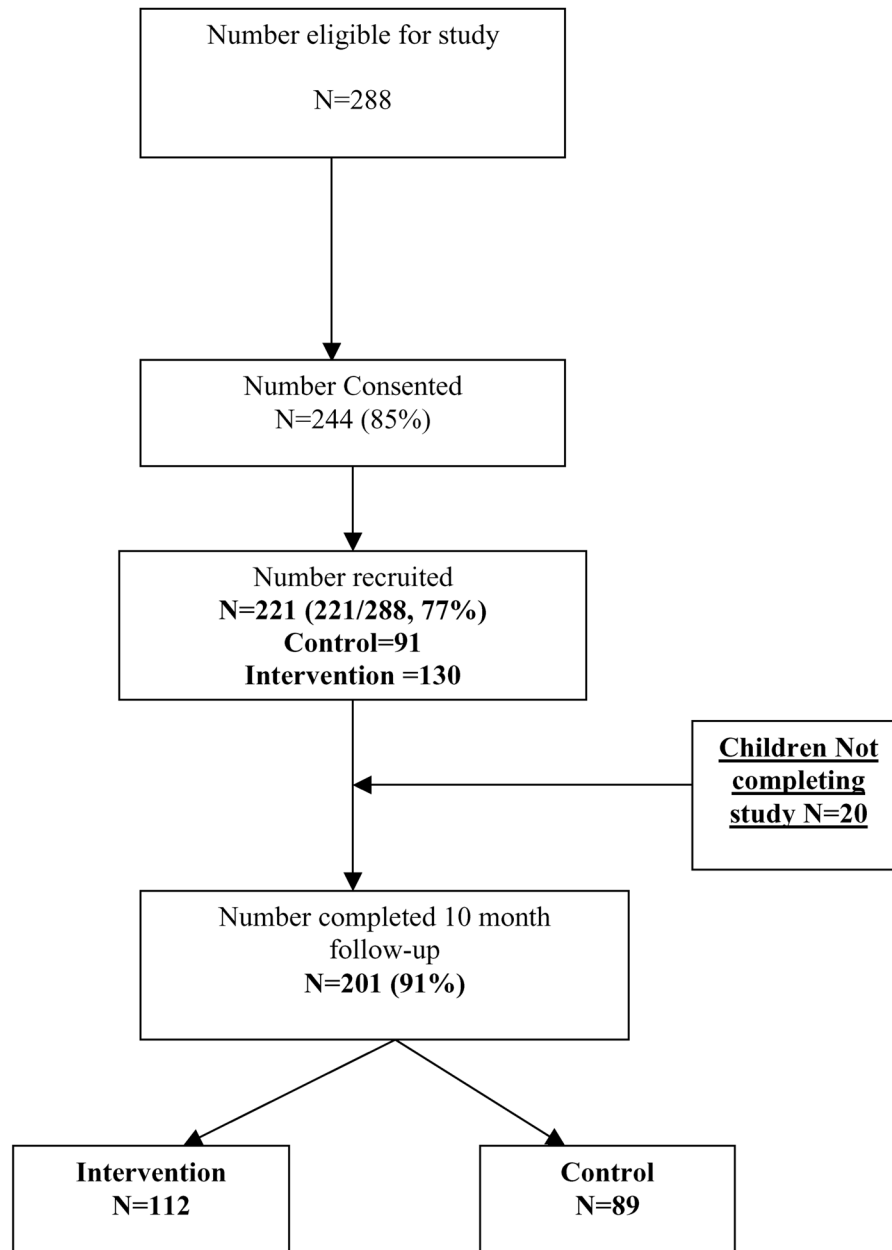 Number eligible for study
N=288
Number Consented
N=244 (85%)
Number recruited
N=221 (221/288, 77%)
Control=91
Intervention =130
Children Not
completing
study N=20
Number completed 10 month
follow-up
N=201 (91%)
Intervention
N=112
Control
N=89